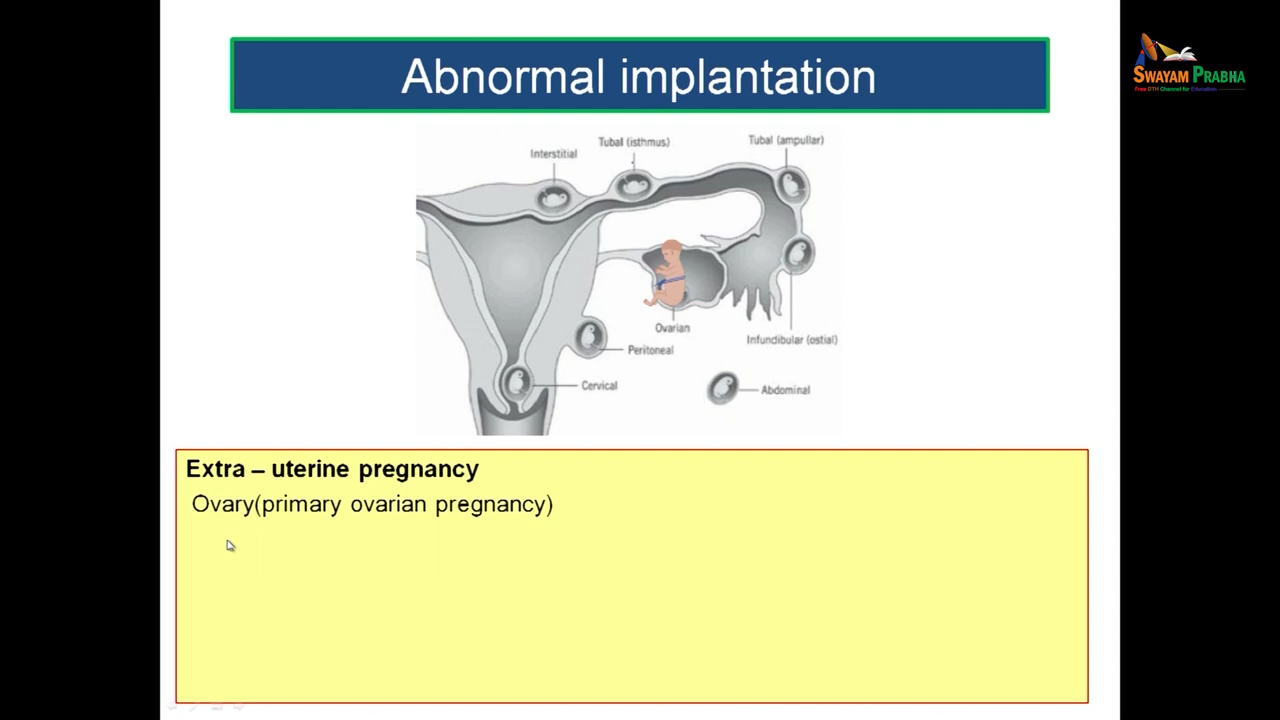 Abnormal implantation
SWAYAM PRABHA
Free DTH Channel for Education
Tubal (isthmus)
Tubal (ampullar)
Interstitial
Ovarian
Infundibular (ostial)
Peritoneal
Cervical
Abdominal
Extra – uterine pregnancy
Ovary(primary ovarian pregnancy)